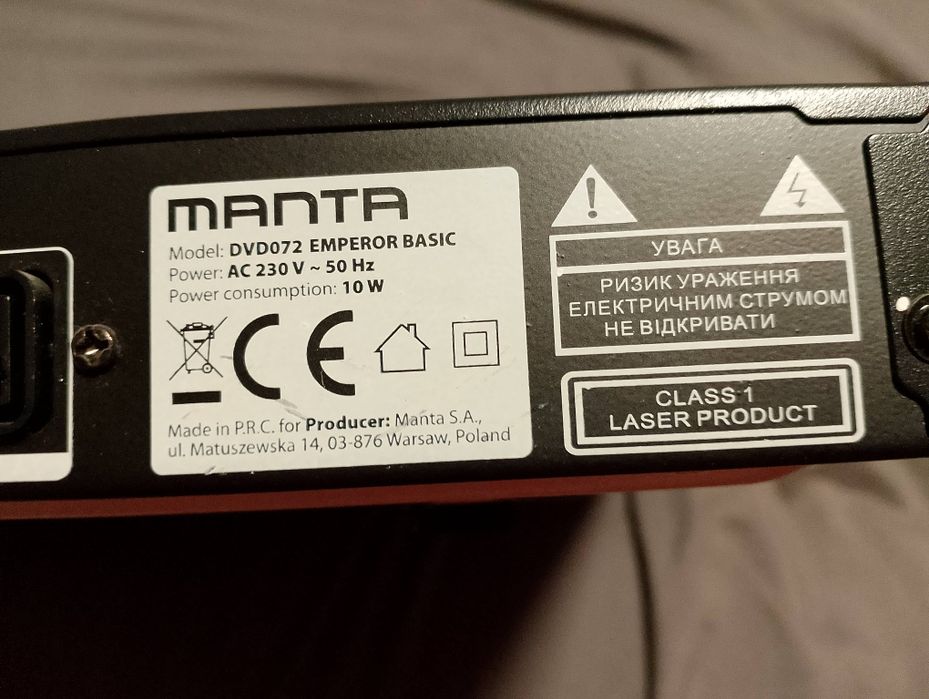 MANTA
Model: DVD072 EMPEROR BASIC
Power: AC 230 V ~ 50 Hz
Power consumption: 10 W
CE
Made in P.R.C. for Producer: Manta S.A.,
ul. Matuszewska 14, 03-876 Warsaw, Poland
УВАГА
РИЗИК УРАЖЕННЯ
ЕЛЕКТРИЧНИМ СТРУМОМ
НЕ ВІДКРИВАТИ
CLASS 1
LASER PRODUCT